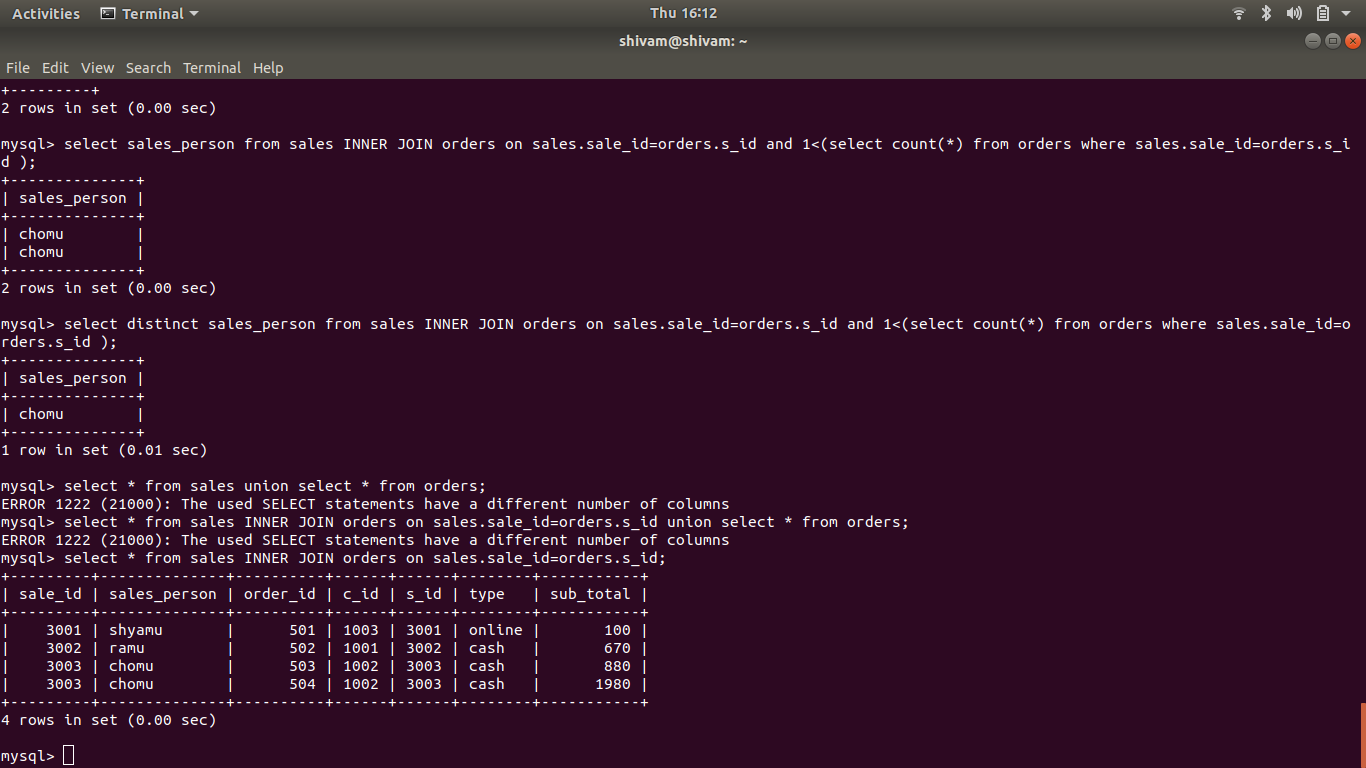 Activities Terminal Thu 16:12
shivam@shivam: ~
File Edit View Search Terminal Help
+---------+
2 rows in set (0.00 sec)
mysql> select sales_person from sales INNER JOIN orders on sales.sale_id=orders.s_id and 1<(select count(*) from orders where sales.sale_id=orders.s_i
d );
+--------------+
| sales_person |
+--------------+
| chomu        |
| chomu        |
+--------------+
2 rows in set (0.00 sec)
mysql> select distinct sales_person from sales INNER JOIN orders on sales.sale_id=orders.s_id and 1<(select count(*) from orders where sales.sale_id=o
rders.s_id );
+--------------+
| sales_person |
+--------------+
| chomu        |
+--------------+
1 row in set (0.01 sec)
mysql> select * from sales union select * from orders;
ERROR 1222 (21000): The used SELECT statements have a different number of columns
mysql> select * from sales INNER JOIN orders on sales.sale_id=orders.s_id union select * from orders;
ERROR 1222 (21000): The used SELECT statements have a different number of columns
mysql> select * from sales INNER JOIN orders on sales.sale_id=orders.s_id;
+---------+--------------+----------+------+------+--------+-----------+
| sale_id | sales_person | order_id | c_id | s_id | type   | sub_total |
+---------+--------------+----------+------+------+--------+-----------+
|    3001 | shyamu       |      501 | 1003 | 3001 | online |       100 |
|    3002 | ramu         |      502 | 1001 | 3002 | cash   |       670 |
|    3003 | chomu        |      503 | 1002 | 3003 | cash   |       880 |
|    3003 | chomu        |      504 | 1002 | 3003 | cash   |      1980 |
+---------+--------------+----------+------+------+--------+-----------+
4 rows in set (0.00 sec)
mysql>